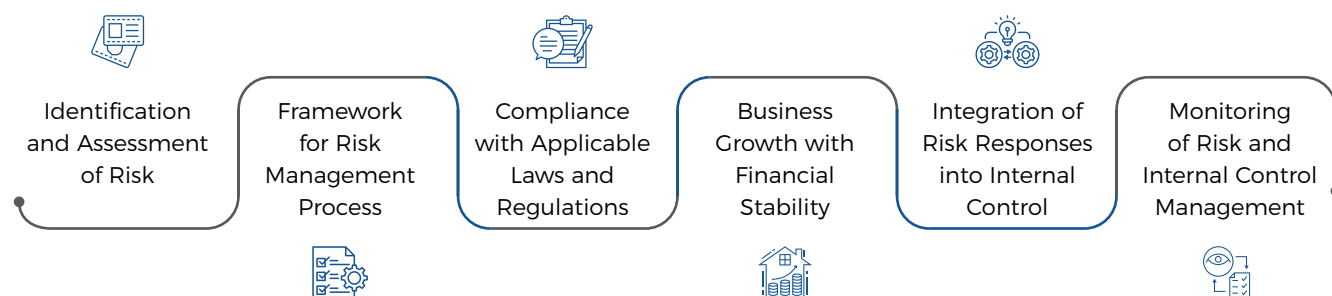 Identification
and Assessment
of Risk
Framework
for Risk
Management
Process
Compliance
with Applicable
Laws and
Regulations
Business
Growth with
Financial
Stability
Integration of
Risk Responses
into Internal
Control
Monitoring
of Risk and
Internal Control
Management